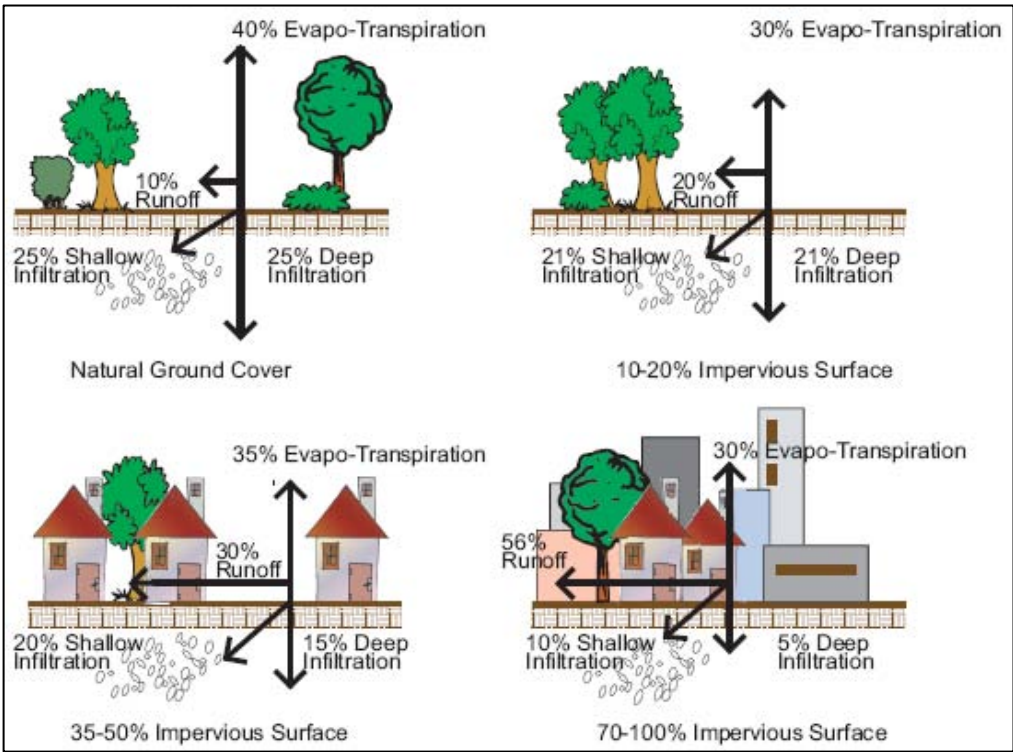 40% Evapo-Transpiration
10%
Runoff
25% Shallow
Infiltration
25% Deep
Infiltration
Natural Ground Cover
30% Evapo-Transpiration
20%
Runoff
21% Shallow
Infiltration
21% Deep
Infiltration
10-20% Impervious Surface
35% Evapo-Transpiration
30%
Runoff
20% Shallow
Infiltration
15% Deep
Infiltration
35-50% Impervious Surface
30% Evapo-Transpiration
56%
Runoff
10% Shallow
Infiltration
5% Deep
Infiltration
70-100% Impervious Surface